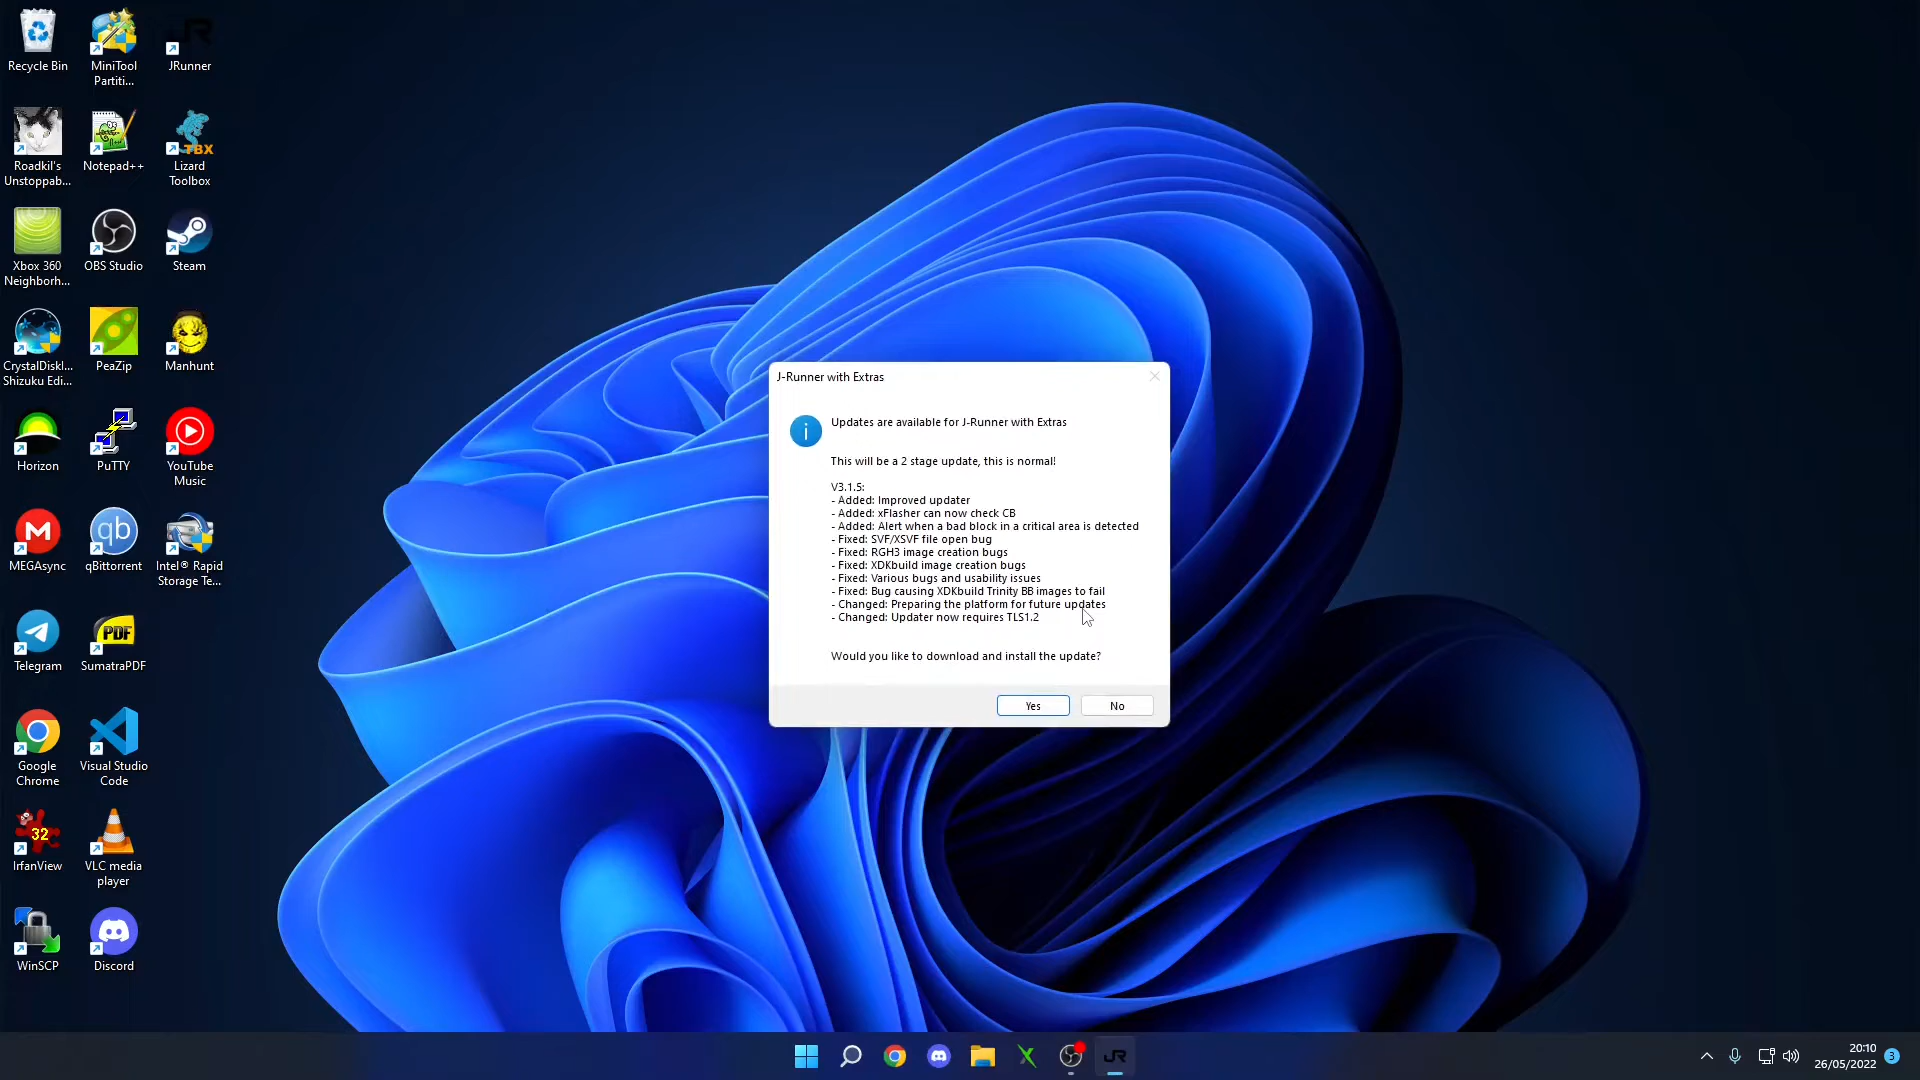 Recycle Bin
MiniTool
Partiti...
JRunner
Roadkil's
Unstoppab...
Notepad++
TBX
Lizard
Toolbox
Xbox 360
Neighborh...
OBS Studio
Steam
CrystalDiskI...
Shizuku Edi...
PeaZip
Manhunt
Horizon
PuTTY
YouTube
Music
MEGAsync
qb
qBittorrent
Intel® Rapid
Storage Te...
Telegram
PDF
SumatraPDF
Google
Chrome
Visual Studio
Code
32
IrfanView
VLC media
player
WinSCP
Discord
J-Runner with Extras
Updates are available for J-Runner with Extras
This will be a 2 stage update, this is normal!
V3.1.5:
- Added: Improved updater
- Added: xFlasher can now check CB
- Added: Alert when a bad block in a critical area is detected
- Fixed: SVF/XSVF file open bug
- Fixed: RGH3 image creation bugs
- Fixed: XDKbuild image creation bugs
- Fixed: Various bugs and usability issues
- Fixed: Bug causing XDKbuild Trinity BB images to fail
- Changed: Preparing the platform for future updates
- Changed: Updater now requires TLS1.2
Would you like to download and install the update?
Yes
No
JR
20:10
26/05/2022
3